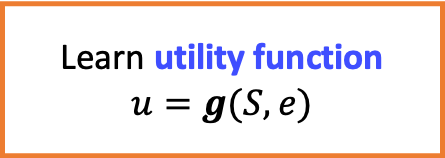 Learn utility function
u = g(S, e)